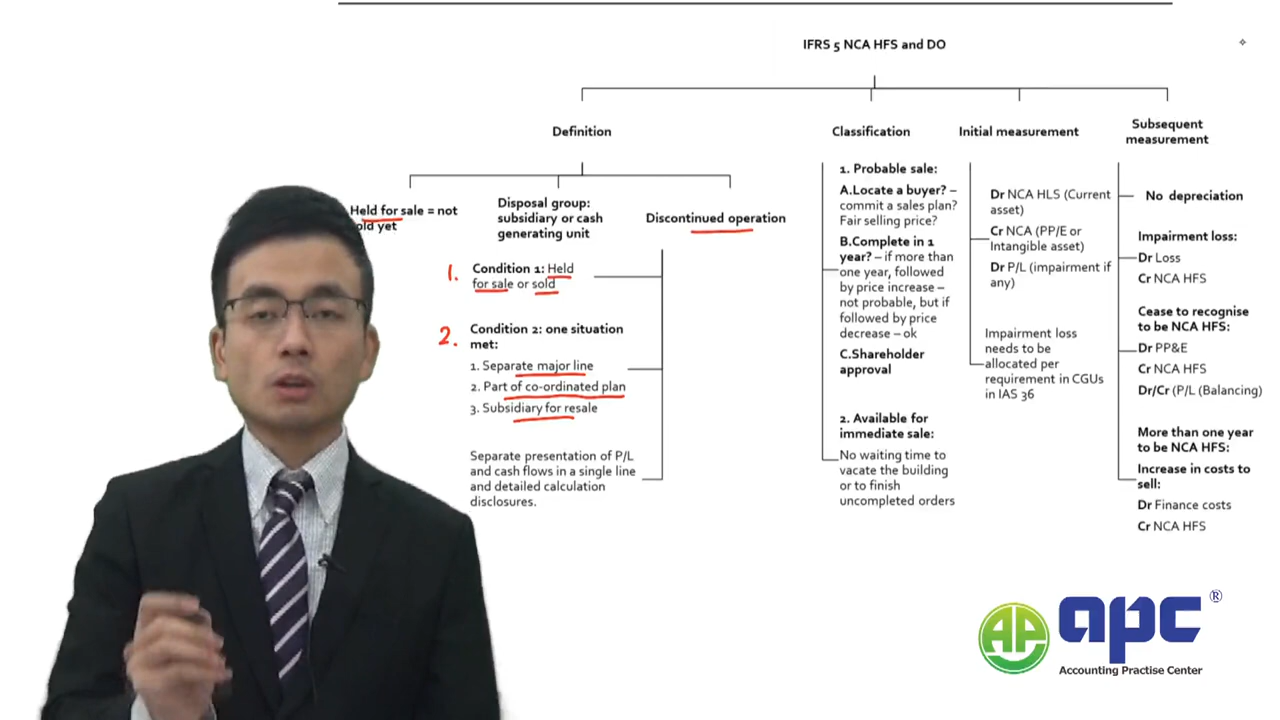 IFRS 5 NCA HFS and DO
Definition
Held for sale = not
old yet
Disposal group:
subsidiary or cash
generating unit
Discontinued operation
1. Condition 1: Held
for sale or sold
2. Condition 2: one situation
met:
1. Separate major line
2. Part of co-ordinated plan
3. Subsidiary for resale
Separate presentation of P/L
and cash flows in a single line
and detailed calculation
disclosures.
Classification
1. Probable sale:
A.Locate a buyer? –
commit a sales plan?
Fair selling price?
B.Complete in 1
year? – if more than
one year, followed
by price increase –
not probable, but if
followed by price
decrease – ok
C.Shareholder
approval
2. Available for
immediate sale:
No waiting time to
vacate the building
or to finish
uncompleted orders
Initial measurement
Dr NCA HLS (Current
asset)
Cr NCA (PP/E or
Intangible asset)
Dr P/L (impairment if
any)
Impairment loss
needs to be
allocated per
requirement in CGUs
in IAS 36
Subsequent
measurement
No depreciation
Impairment loss:
Dr Loss
Cr NCA HFS
Cease to recognise
to be NCA HFS:
Dr PP&E
Cr NCA HFS
Dr/Cr (P/L (Balancing)
More than one year
to be NCA HFS:
Increase in costs to
sell:
Dr Finance costs
Cr NCA HFS
AP
apc ®
Accounting Practise Center